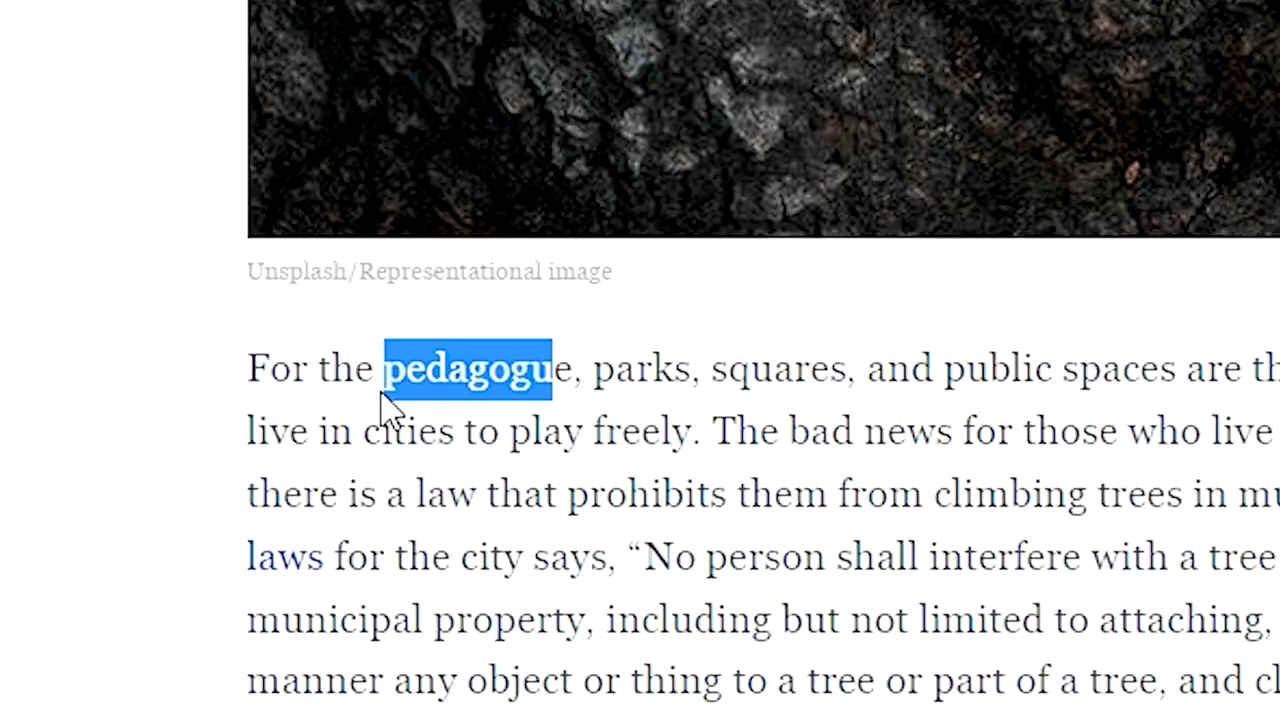 Unsplash/Representational image
For the pedagogue, parks, squares, and public spaces are th
live in cities to play freely. The bad news for those who live
there is a law that prohibits them from climbing trees in mu
laws for the city says, “No person shall interfere with a tree
municipal property, including but not limited to attaching,
manner any object or thing to a tree or part of a tree, and cl